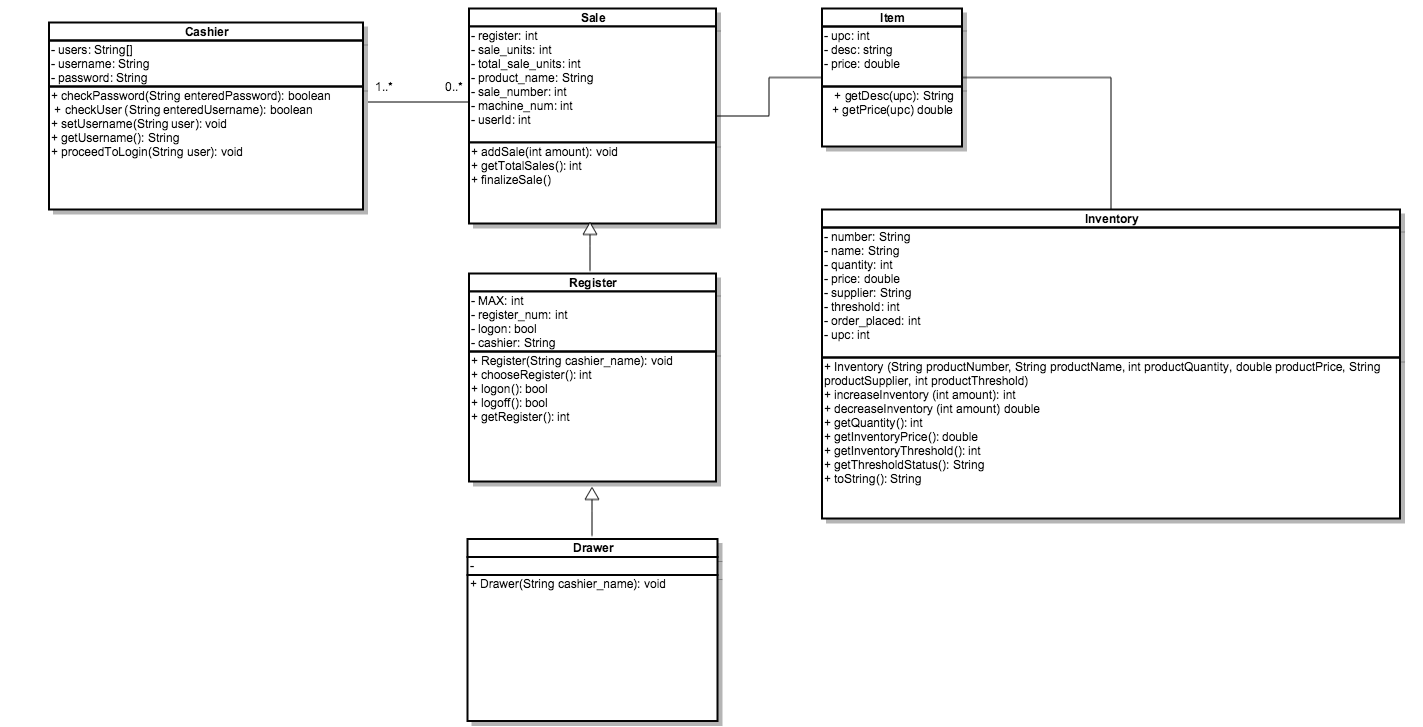 Cashier
- users: String[]
- username: String
- password: String
+ checkPassword(String enteredPassword): boolean
+ checkUser (String enteredUsername): boolean
+ setUsername(String user): void
+ getUsername(): String
+ proceedToLogin(String user): void
1..*
0..*
Sale
- register: int
- sale_units: int
- total_sale_units: int
- product_name: String
- sale_number: int
- machine_num: int
- userId: int
+ addSale(int amount): void
+ getTotalSales(): int
+ finalizeSale()
Item
- upc: int
- desc: string
- price: double
+ getDesc(upc): String
+ getPrice(upc) double
Register
- MAX: int
- register_num: int
- logon: bool
- cashier: String
+ Register(String cashier_name): void
+ chooseRegister(): int
+ logon(): bool
+ logoff(): bool
+ getRegister(): int
Inventory
- number: String
- name: String
- quantity: int
- price: double
- supplier: String
- threshold: int
- order_placed: int
- upc: int
+ Inventory (String productNumber, String productName, int productQuantity, double productPrice, String
productSupplier, int productThreshold)
+ increaseInventory (int amount): int
+ decreaseInventory (int amount) double
+ getQuantity(): int
+ getInventoryPrice(): double
+ getInventoryThreshold(): int
+ getThresholdStatus(): String
+ toString(): String
Drawer
-
+ Drawer(String cashier_name): void